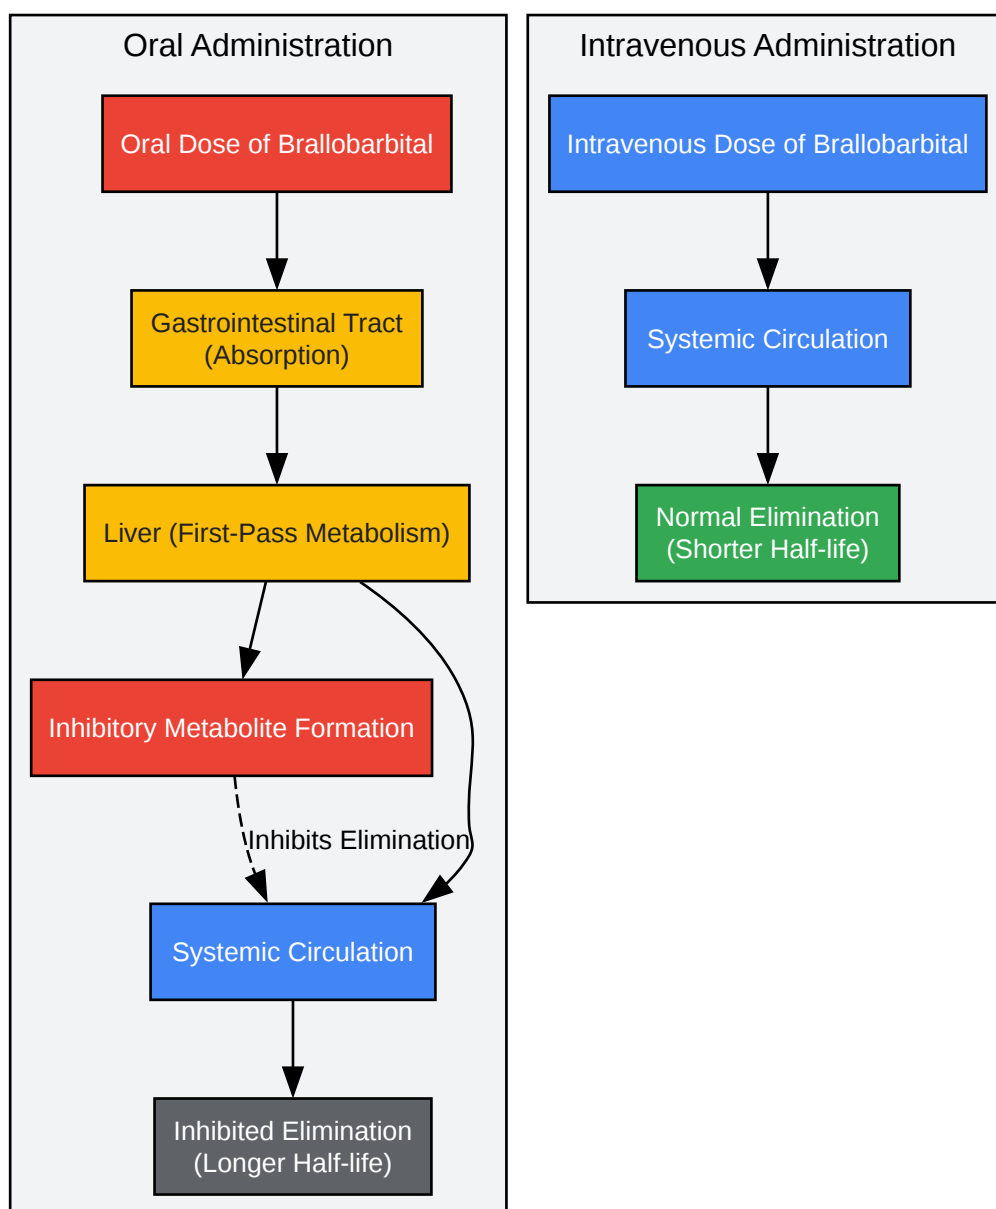 Oral Administration
Oral Dose of Brallobarbital
Gastrointestinal Tract
(Absorption)
Liver (First-Pass Metabolism)
Inhibitory Metabolite Formation
Inhibits Elimination
Systemic Circulation
Inhibited Elimination
(Longer Half-life)
Intravenous Administration
Intravenous Dose of Brallobarbital
Systemic Circulation
Normal Elimination
(Shorter Half-life)